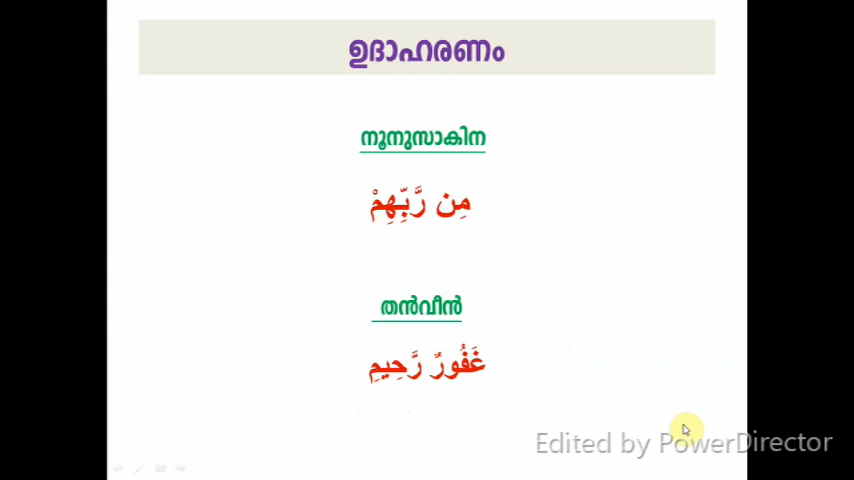 ഉദാഹരണം
നൂനുസാകിന
مِن رَّبِّهِمْ
തൻവീൻ
غَفُورٌ رَّحِيمِ
Edited by PowerDirector